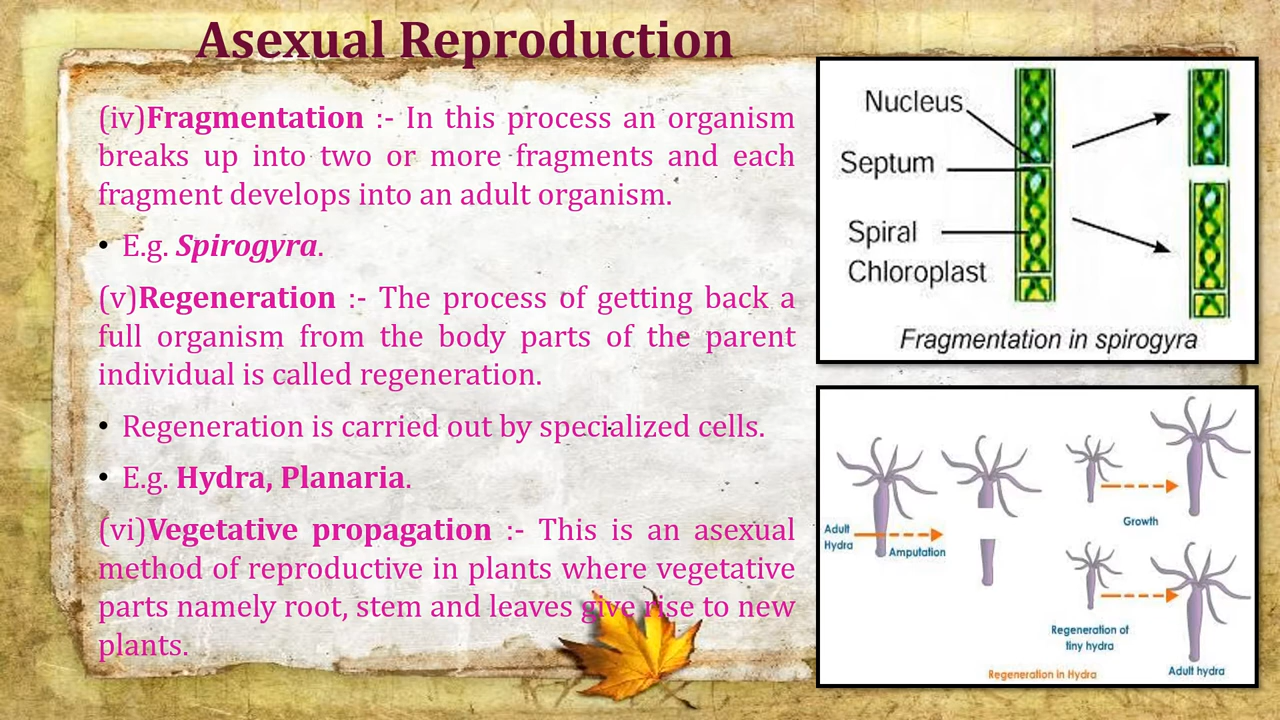 Asexual Reproduction
(iv)Fragmentation :- In this process an organism
breaks up into two or more fragments and each
fragment develops into an adult organism.
• E.g. Spirogyra.
(v)Regeneration :- The process of getting back a
full organism from the body parts of the parent
individual is called regeneration.
• Regeneration is carried out by specialized cells.
• E.g. Hydra, Planaria.
(vi)Vegetative propagation :- This is an asexual
method of reproductive in plants where vegetative
parts namely root, stem and leaves give rise to new
plants.
Nucleus
Septum
Spiral
Chloroplast
Fragmentation in spirogyra
Adult
Hydra
Amputation
Growth
Regeneration of
tiny hydra
Adult hydra
Regeneration in Hydra